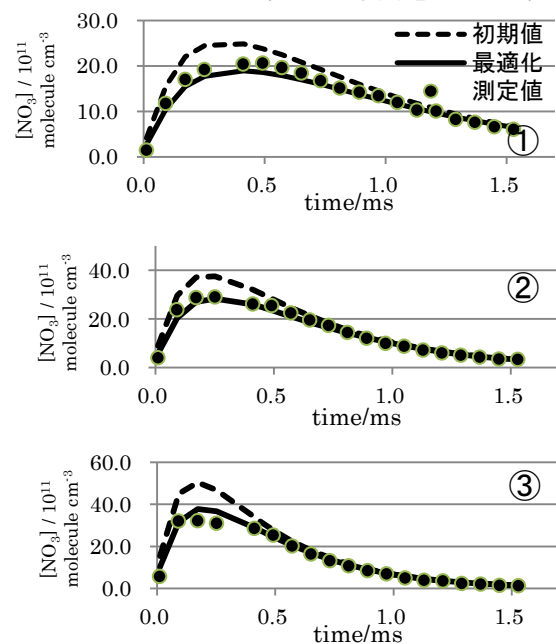 [NO₃] / 10¹¹
molecule cm⁻³
30.0
20.0
10.0
0.0
初期値
最適化
測定値
①
0.0
0.5
1.0
1.5
time/ms
[NO₃] / 10¹¹
molecule cm⁻³
40.0
20.0
0.0
②
0.0
0.5
1.0
1.5
time/ms
[NO₃] / 10¹¹
molecule cm⁻³
60.0
40.0
20.0
0.0
③
0.0
0.5
1.0
1.5
time/ms